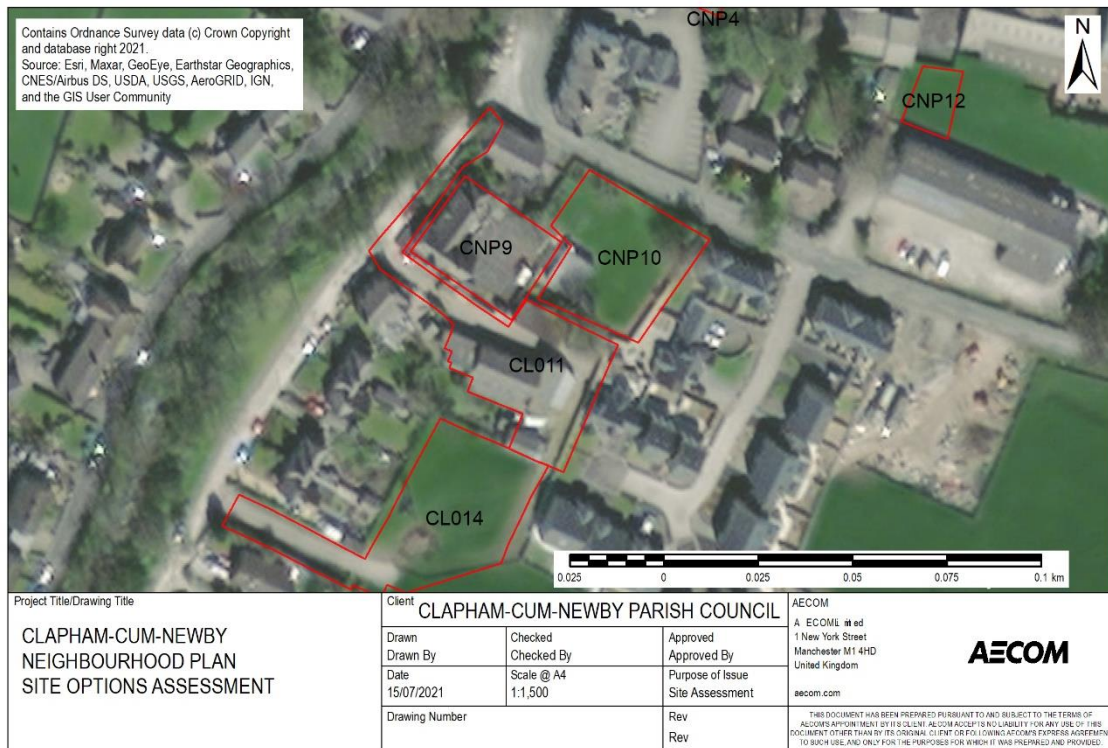 Contains Ordnance Survey data (c) Crown Copyright
and database right 2021.
Source: Esri, Maxar, GeoEye, Earthstar Geographics,
CNES/Airbus DS, USDA, USGS, AeroGRID, IGN,
and the GIS User Community
CNP4
N
CNP12
CNP9
CNP10
CL011
CL014
0.025 0 0.025 0.05 0.075 0.1 km
Project Title/Drawing Title
CLAPHAM-CUM-NEWBY
NEIGHBOURHOOD PLAN
SITE OPTIONS ASSESSMENT
Client CLAPHAM-CUM-NEWBY PARISH COUNCIL
Drawn
Drawn By
Checked
Checked By
Approved
Approved By
Date
15/07/2021
Scale @ A4
1:1,500
Purpose of Issue
Site Assessment
Drawing Number
Rev
Rev
AECOM
A ECOMLi m ed
1 New York Street
Manchester M1 4HD
United Kingdom
aecom.com
AECOM
THIS DOCUMENT HAS BEEN PREPARED PURSUANT TO AND SUBJECT TO THE TERMS OF
AECOM'S APPOINTMENT BY ITS CLIENT. AECOM ACCEPTS NO LIABILITY FOR ANY USE OF THIS
DOCUMENT OTHER THAN BY ITS ORIGINAL CLIENT OR FOLLOWING AECOM'S EXPRESS AGREEMENT
TO SUCH USE, AND ONLY FOR THE PURPOSES FOR WHICH IT WAS PREPARED AND PROVIDED.